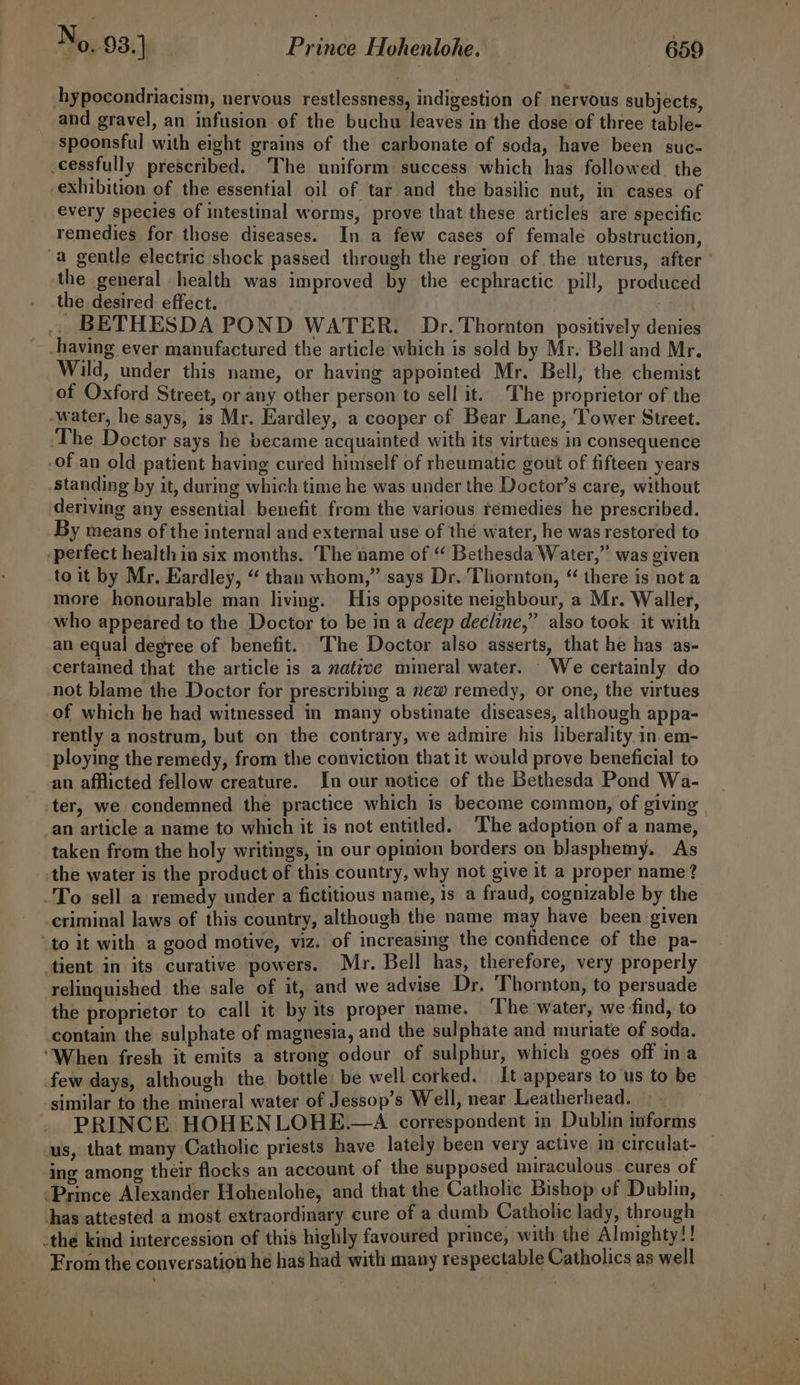 No. 93.] Prince Hohenlohe. 659
hypocondriacism, nervous restlessness, indigestion of nervous subjects,
and gravel, an infusion of the buchu leaves in the dose of three table-
spoonsful with eight grains of the carbonate of soda, have been suc-
cessfully prescribed. The uniform success which has followed the
exhibition of the essential oil of tar and the basilic nut, in cases of
every species of intestinal worms, prove that these articles are specific
remedies for those diseases. In a few cases of female obstruction,
a gentle electric shock passed through the region of the uterus, after
the general health was improved by the ecphractic pill, produced
the desired effect.
BETHESDA POND WATER. Dr. Thornton positively denies
having ever manufactured the article which is sold by Mr. Bell and Mr.
Wild, under this name, or having appointed Mr. Bell, the chemist
of Oxford Street, or any other person to sell it. The proprietor of the
water, he says, is Mr. Eardley, a cooper of Bear Lane, Tower Street.
The Doctor says he became acquainted with its virtues in consequence
of an old patient having cured himself of rheumatic gout of fifteen years
standing by it, during which time he was under the Doctor's care, without
deriving any essential benefit from the various remedies he prescribed.
By means of the internal and external use of the water, he was restored to
perfect health in six months. The name of “ Bethesda Water,” was given
to it by Mr. Eardley, “ than whom,” says Dr. Thornton, “ there is not a
more honourable man living. His opposite neighbour, a Mr. Waller,
who appeared to the Doctor to be in a deep decline,” also took it with
an equal degree of benefit. The Doctor also asserts, that he has as-
certained that the article is a native mineral water. We certainly do
not blame the Doctor for prescribing a new remedy, or one, the virtues
of which he had witnessed in many obstinate diseases, although appa-
rently a nostrum, but on the contrary, we admire his liberality in em-
ploying the remedy, from the conviction that it would prove beneficial to
an afflicted fellow creature. In our notice of the Bethesda Pond Wa-
ter, we condemned the practice which is become common, of giving
an article a name to which it is not entitled. The adoption of a name,
taken from the holy writings, in our opinion borders on blasphemy. As
the water is the product of this country, why not give it a proper name?
To sell a remedy under a fictitious name, is a fraud, cognizable by the
criminal laws of this country, although the name may have been given
to it with a good motive, viz. of increasing the confidence of the pa-
tient in its curative powers. Mr. Bell has, therefore, very properly
relinquished the sale of it, and we advise Dr. Thornton, to persuade
the proprietor to call it by its proper name. The water, we find, to
contain the sulphate of magnesia, and the sulphate and muriate of soda.
When fresh it emits a strong odour of sulphur, which goes off in a
few days, although the bottle be well corked. It appears to us to be
similar to the mineral water of Jessop's Well, near Leatherhead.
PRINCE HOHENLOHE.—A correspondent in Dublin informs
us, that many Catholic priests have lately been very active in circulat-
ing among their flocks an account of the supposed miraculous cures of
Prince Alexander Hohenlohe, and that the Catholic Bishop of Dublin,
has attested a most extraordinary cure of a dumb Catholic lady, through
the kind intercession of this highly favoured prince, with the Almighty!!
From the conversation he has had with many respectable Catholics as well